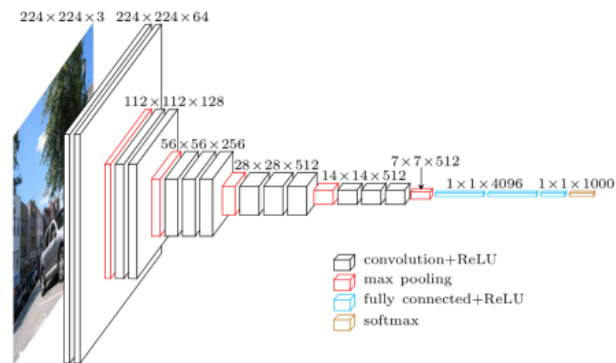 224×224×3
224×224×64
112×112×128
56×56×256
28×28×512
14×14×512
7×7×512
1×1×4096
1×1×1000
convolution+ReLU
max pooling
fully connected+ReLU
softmax